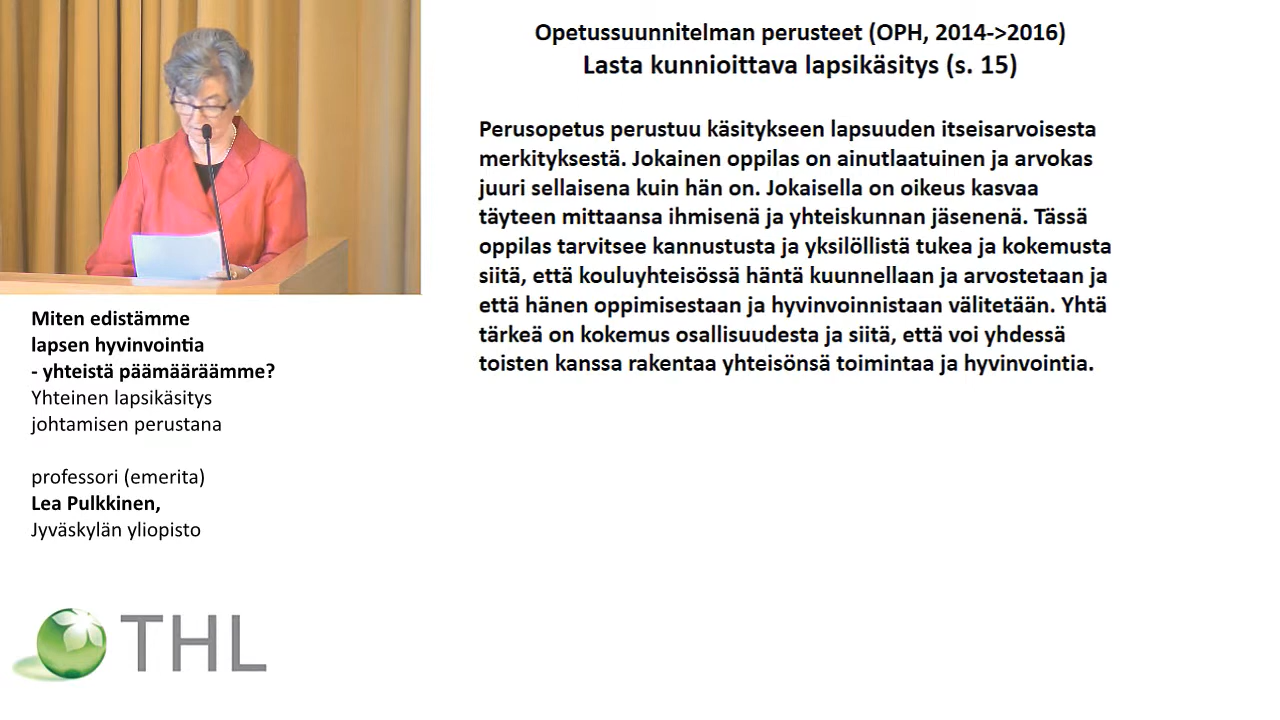 Opetussuunnitelman perusteet (OPH, 2014->2016)
Lasta kunnioittava lapsikäsitys (s. 15)
Perusopetus perustuu käsitykseen lapsuuden itseisarvoisesta
merkityksestä. Jokainen oppilas on ainutlaatuinen ja arvokas
juuri sellaisena kuin hän on. Jokaisella on oikeus kasvaa
täyteen mittaansa ihmisenä ja yhteiskunnan jäsenenä. Tässä
oppilas tarvitsee kannustusta ja yksilöllistä tukea ja kokemusta
siitä, että kouluyhteisössä häntä kuunnellaan ja arvostetaan ja
että hänen oppimisestaan ja hyvinvoinnistaan välitetään. Yhtä
tärkeä on kokemus osallisuudesta ja siitä, että voi yhdessä
toisten kanssa rakentaa yhteisönsä toimintaa ja hyvinvointia.
Miten edistämme
lapsen hyvinvointia
- yhteistä päämääräämme?
Yhteinen lapsikäsitys
johtamisen perustana
professori (emerita)
Lea Pulkkinen,
Jyväskylän yliopisto
THL